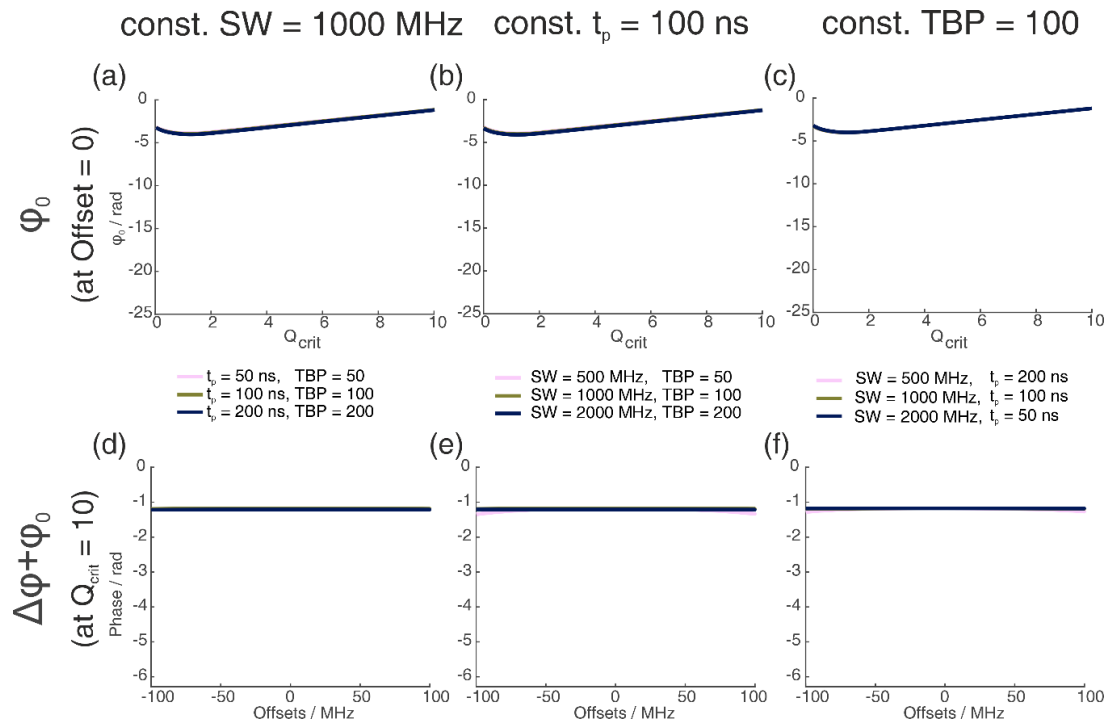 const. SW = 1000 MHz const. tp = 100 ns const. TBP = 100
(a) (b) (c)
φ0
(at Offset = 0)
φ0 / rad
0 0 0
-5 -5 -5
-10 -10 -10
-15 -15 -15
-20 -20 -20
-25 -25 -25
0 2 4 6 8 10 0 2 4 6 8 10 0 2 4 6 8 10
Qcrit Qcrit Qcrit
tp = 50 ns, TBP = 50
tp = 100 ns, TBP = 100
tp = 200 ns, TBP = 200
SW = 500 MHz, TBP = 50
SW = 1000 MHz, TBP = 100
SW = 2000 MHz, TBP = 200
SW = 500 MHz, tp = 200 ns
SW = 1000 MHz, tp = 100 ns
SW = 2000 MHz, tp = 50 ns
(d) (e) (f)
Δφ+φ0
(at Qcrit = 10)
Phase / rad
0 0 0
-1 -1 -1
-2 -2 -2
-3 -3 -3
-4 -4 -4
-5 -5 -5
-6 -6 -6
-100 -50 0 50 100 -100 -50 0 50 100 -100 -50 0 50 100
Offsets / MHz Offsets / MHz Offsets / MHz